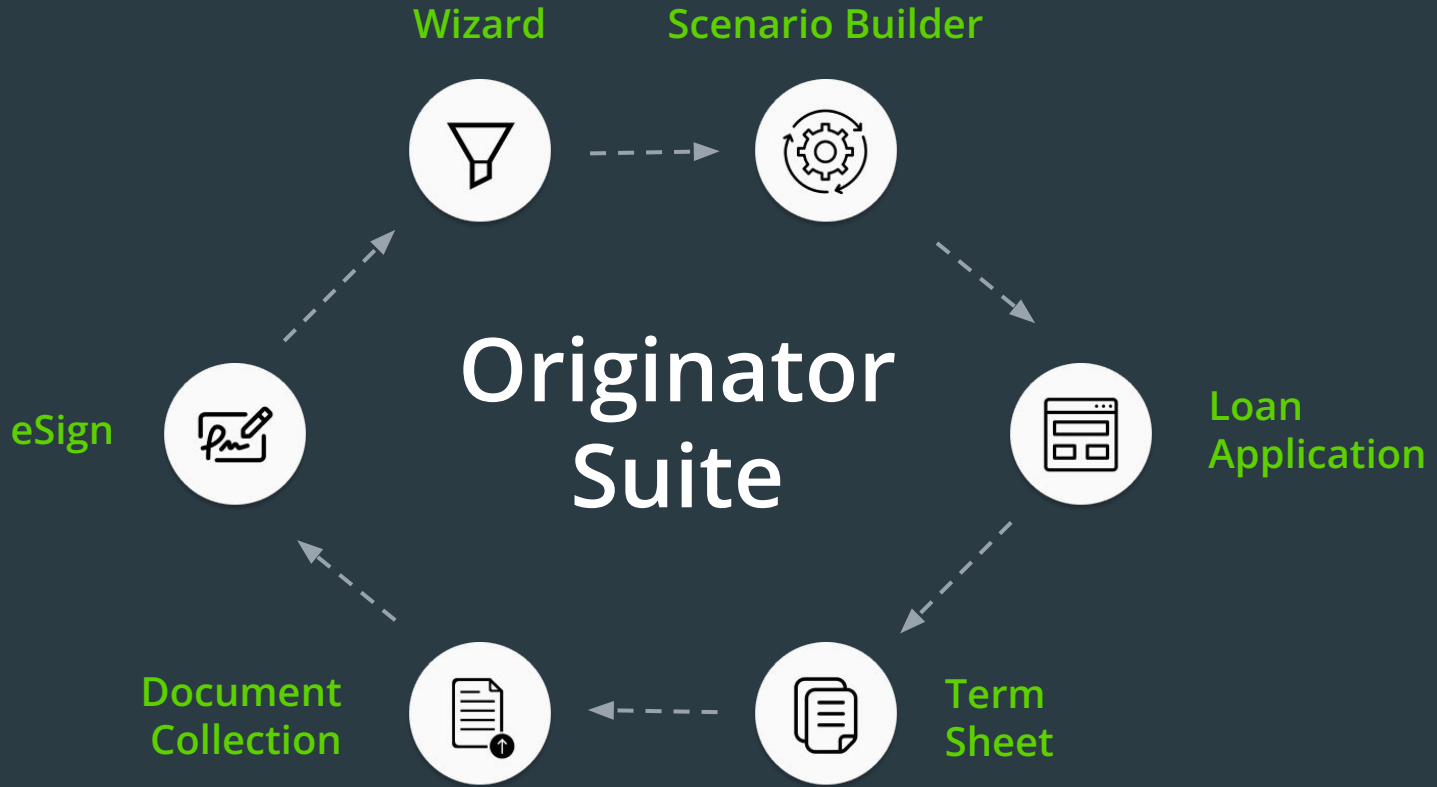 Wizard
Scenario Builder
Originator
Suite
eSign
Loan
Application
Document
Collection
Term
Sheet